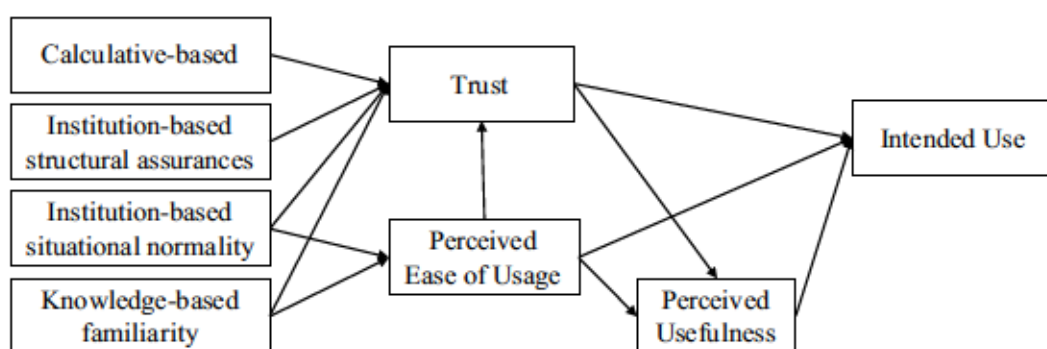 Calculative-based
Institution-based
structural assurances
Institution-based
situational normality
Knowledge-based
familiarity
Trust
Perceived
Ease of Usage
Perceived
Usefulness
Intended Use